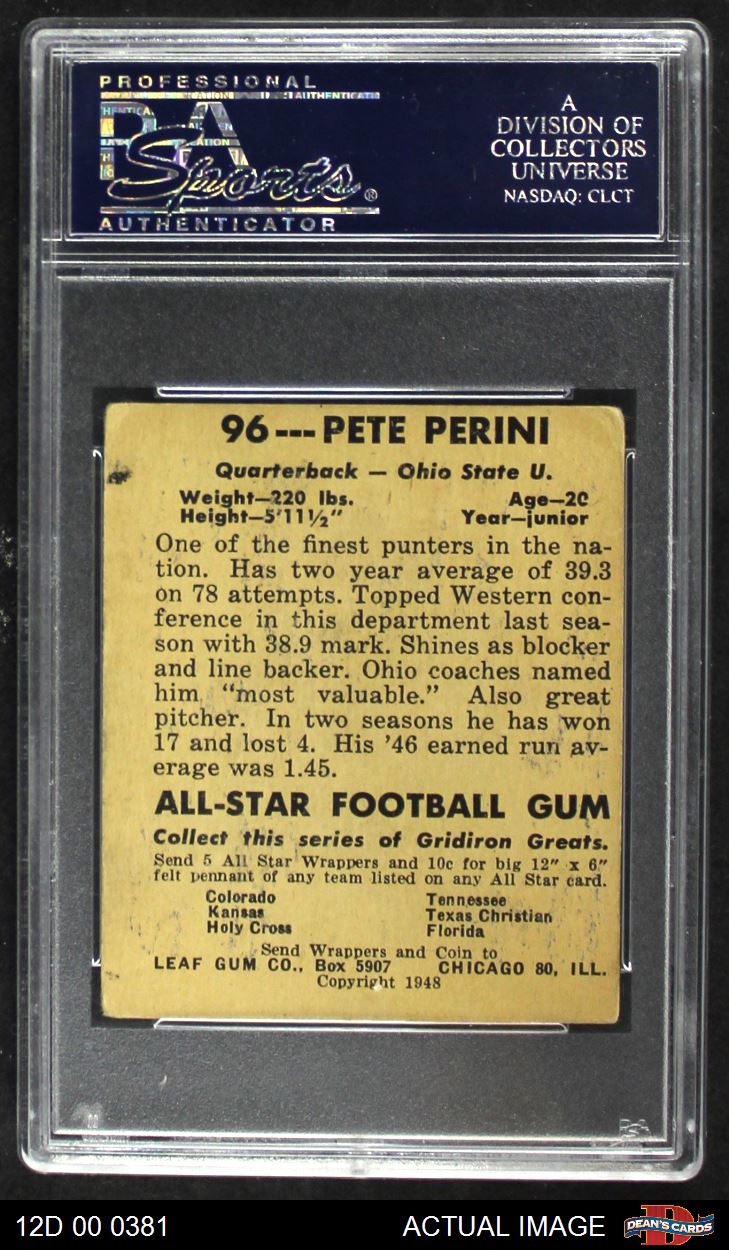 PROFESSIONAL
PSA
Sports®
AUTHENTICATOR
A
DIVISION OF
COLLECTORS
UNIVERSE
NASDAQ: CLCT
96---PETE PERINI
Quarterback — Ohio State U.
Weight—220 lbs. Age—20
Height—5'11½" Year—junior
One of the finest punters in the na-
tion. Has two year average of 39.3
on 78 attempts. Topped Western con-
ference in this department last sea-
son with 38.9 mark. Shines as blocker
and line backer. Ohio coaches named
him "most valuable." Also great
pitcher. In two seasons he has won
17 and lost 4. His '46 earned run av-
erage was 1.45.
ALL-STAR FOOTBALL GUM
Collect this series of Gridiron Greats.
Send 5 All Star Wrappers and 10c for big 12" x 6"
felt pennant of any team listed on any All Star card.
Colorado Tennessee
Kansas Texas Christian
Holy Cross Florida
Send Wrappers and Coin to
LEAF GUM CO., Box 5907 CHICAGO 80, ILL.
Copyright 1948
PSA
12D 00 0381 ACTUAL IMAGE DEAN'S CARDS